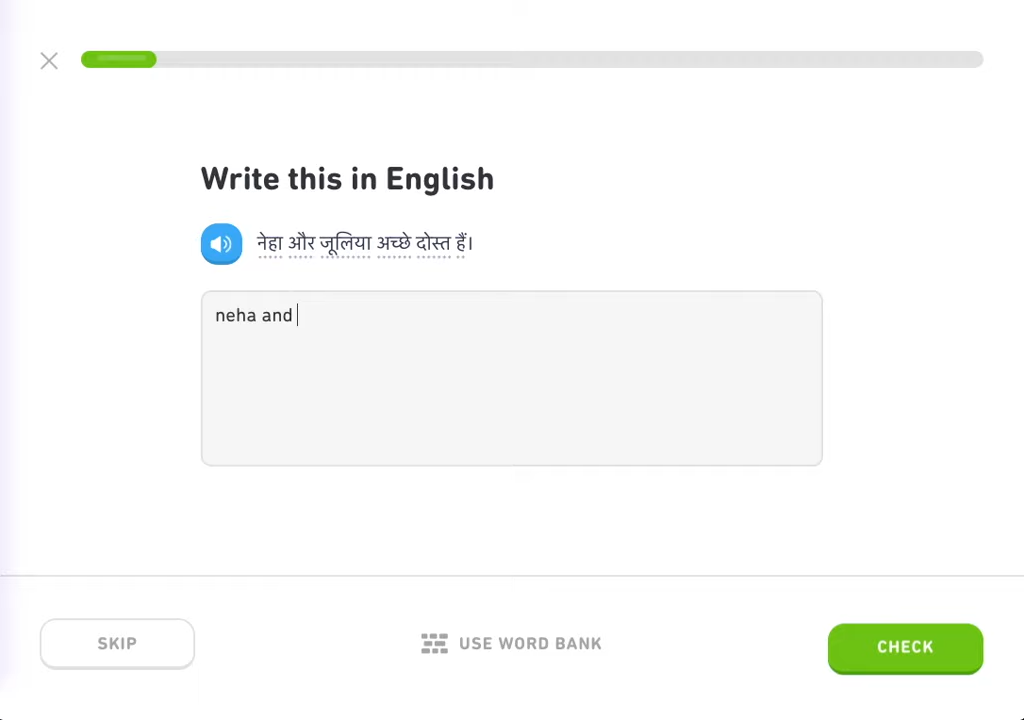 Write this in English
नेहा और जूलिया अच्छे दोस्त हैं।
neha and
SKIP
USE WORD BANK
CHECK